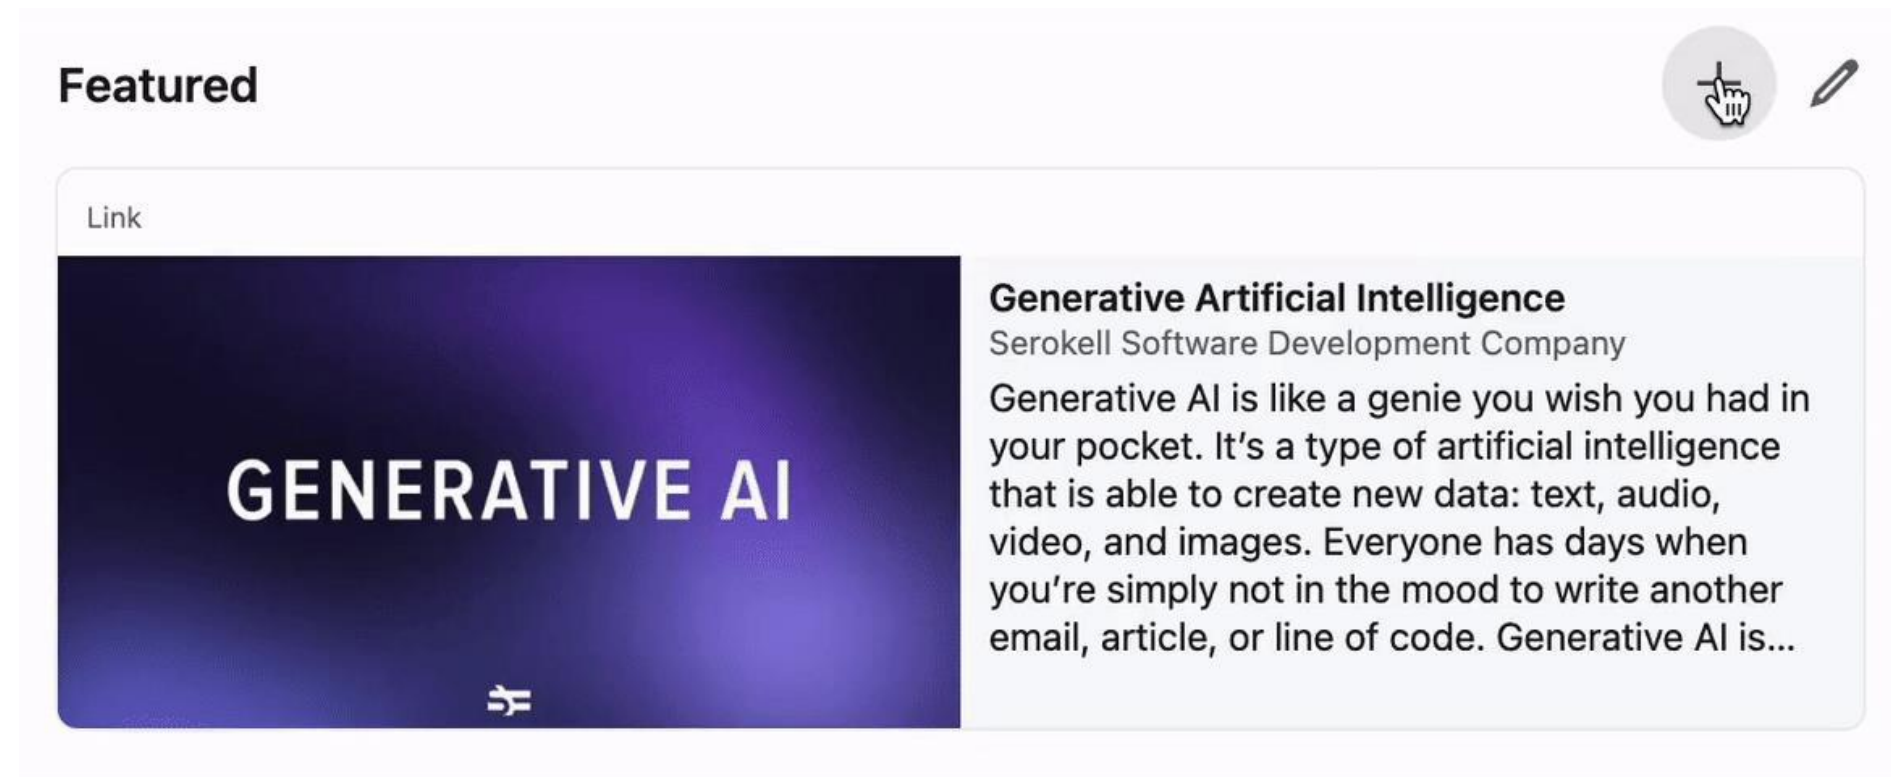 Featured
Link
GENERATIVE AI
Generative Artificial Intelligence
Serokell Software Development Company
Generative AI is like a genie you wish you had in
your pocket. It’s a type of artificial intelligence
that is able to create new data: text, audio,
video, and images. Everyone has days when
you’re simply not in the mood to write another
email, article, or line of code. Generative AI is...